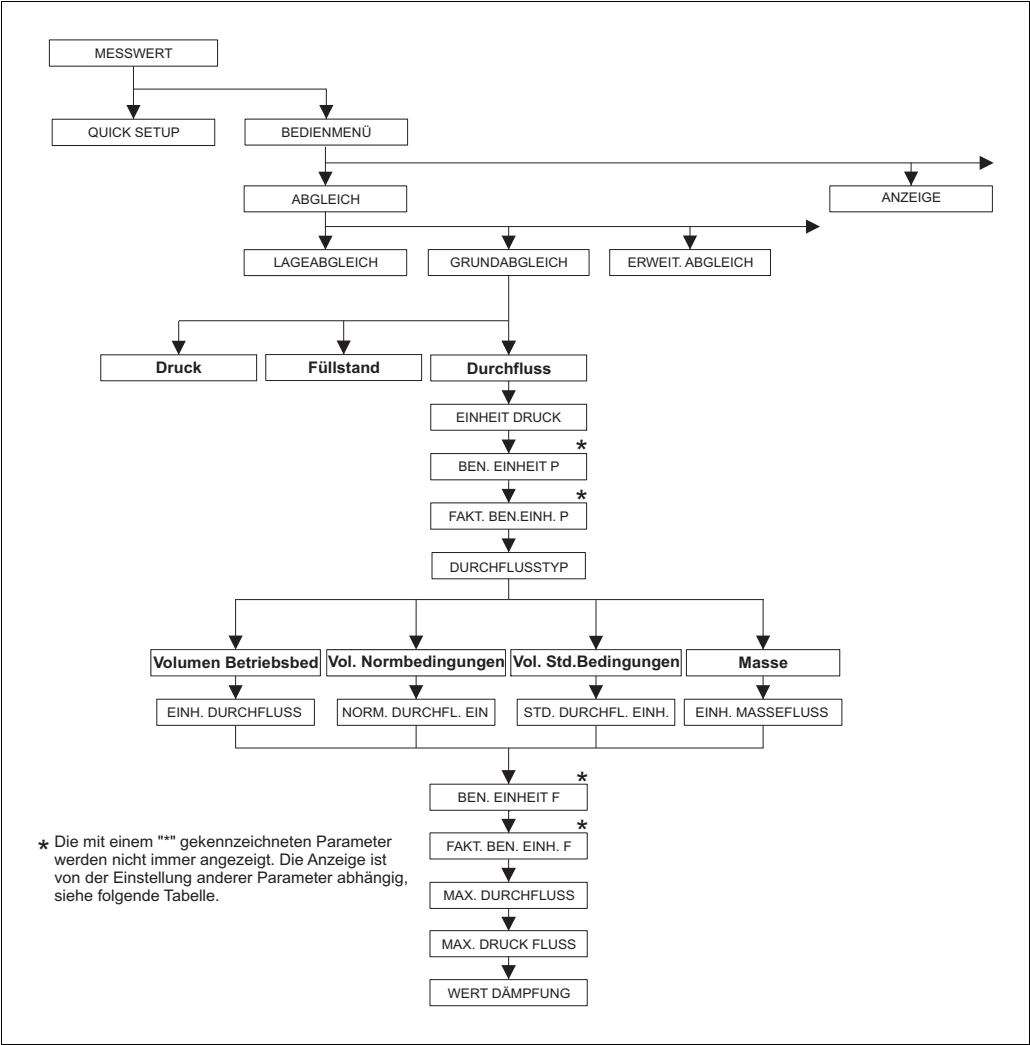 MESSWERT
QUICK SETUP
BEDIENMENÜ
ABGLEICH
ANZEIGE
LAGEABGLEICH
GRUNDABGLEICH
ERWEIT. ABGLEICH
Druck
Füllstand
Durchfluss
EINHEIT DRUCK
*
BEN. EINHEIT P
*
FAKT. BEN.EINH. P
DURCHFLUSSTYP
Volumen Betriebsbed
Vol. Normbedingungen
Vol. Std.Bedingungen
Masse
EINH. DURCHFLUSS
NORM. DURCHFL. EIN
STD. DURCHFL. EINH.
EINH. MASSEFLUSS
*
BEN. EINHEIT F
*
FAKT. BEN. EINH. F
MAX. DURCHFLUSS
MAX. DRUCK FLUSS
WERT DÄMPFUNG
* Die mit einem "*" gekennzeichneten Parameter
werden nicht immer angezeigt. Die Anzeige ist
von der Einstellung anderer Parameter abhängig,
siehe folgende Tabelle.